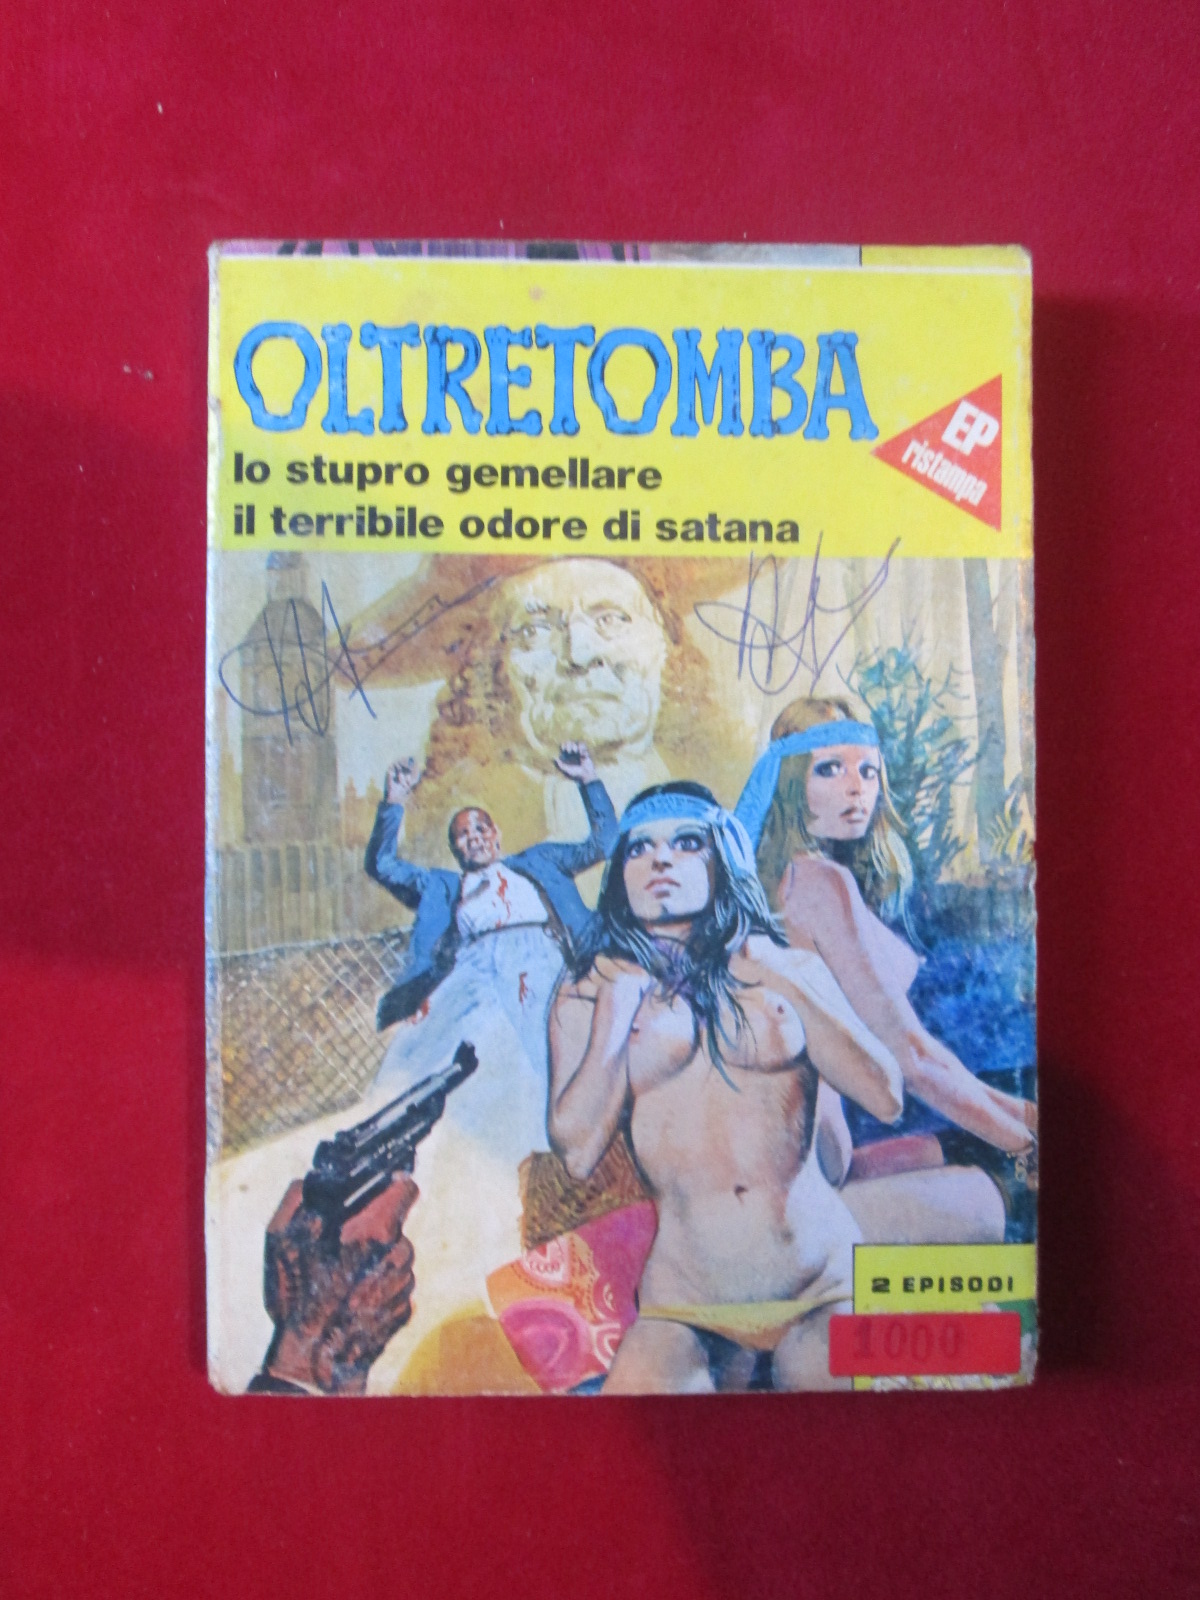 OLTRETOMBA
EP
ristampa
lo stupro gemellare
il terribile odore di satana
2 EPISODI
1000